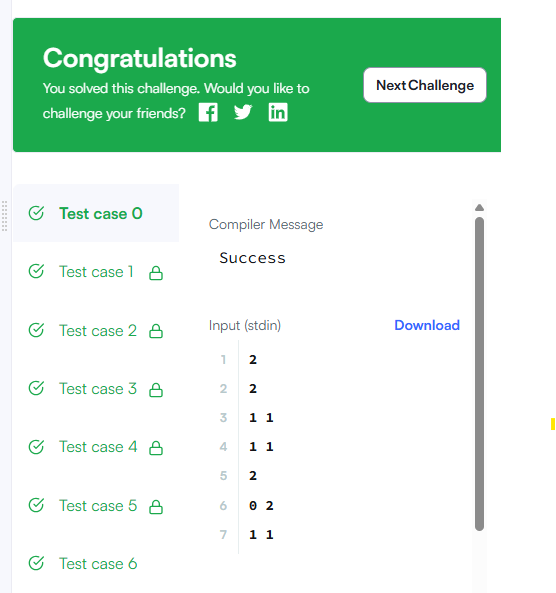 Congratulations
You solved this challenge. Would you like to
challenge your friends?
Next Challenge
Test case 0
Test case 1
Test case 2
Test case 3
Test case 4
Test case 5
Test case 6
Compiler Message
Success
Input (stdin)
Download
1 2
2 2
3 1 1
4 1 1
5 2
6 0 2
7 1 1